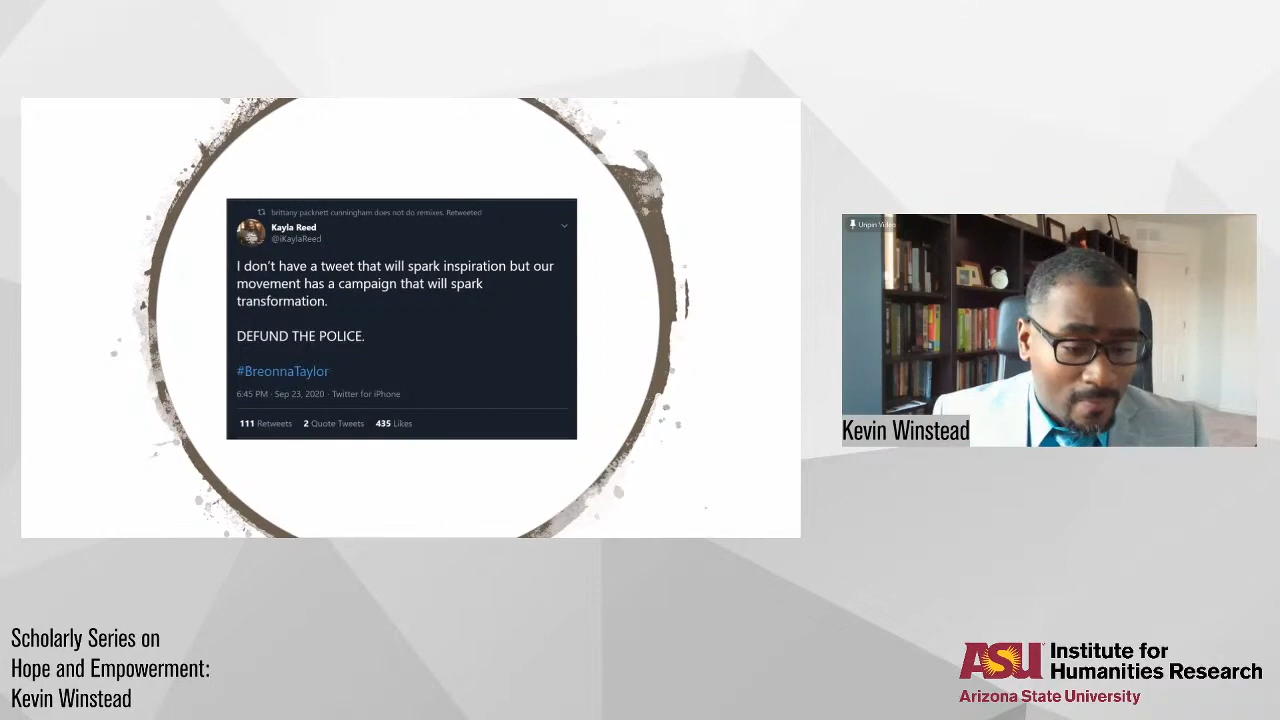 brittany packnett cunningham does not do remixes. Retweeted
Kayla Reed
@iKaylaReed
I don't have a tweet that will spark inspiration but our
movement has a campaign that will spark
transformation.
DEFUND THE POLICE.
#BreonnaTaylor
6:45 PM · Sep 23, 2020 · Twitter for iPhone
111 Retweets 2 Quote Tweets 435 Likes
Unpin Video
Kevin Winstead
Scholarly Series on
Hope and Empowerment:
Kevin Winstead
ASU Institute for
Humanities Research
Arizona State University